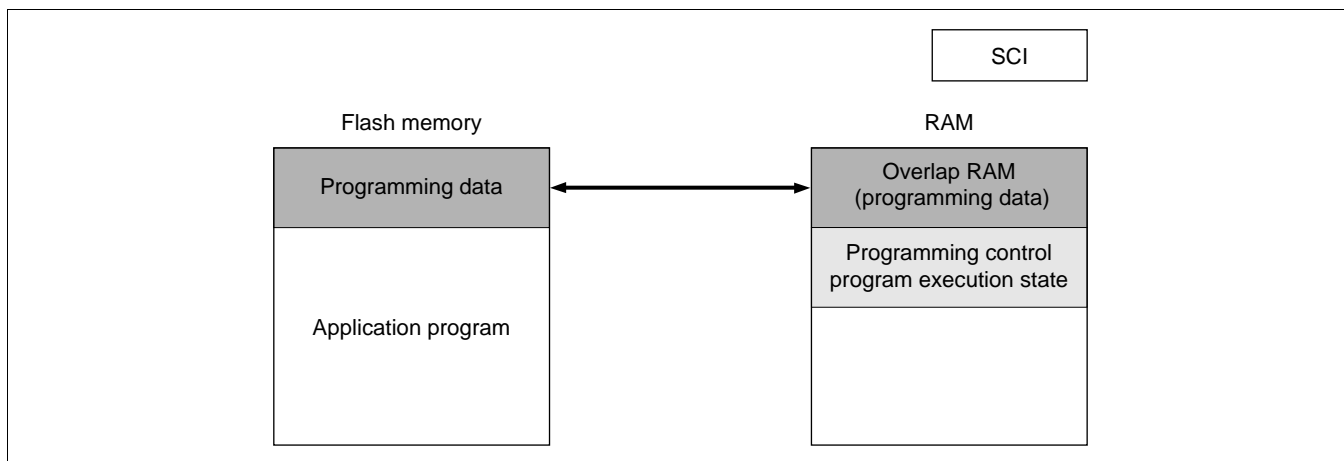 SCI
Flash memory
RAM
Programming data
Overlap RAM
(programming data)
Programming control
program execution state
Application program